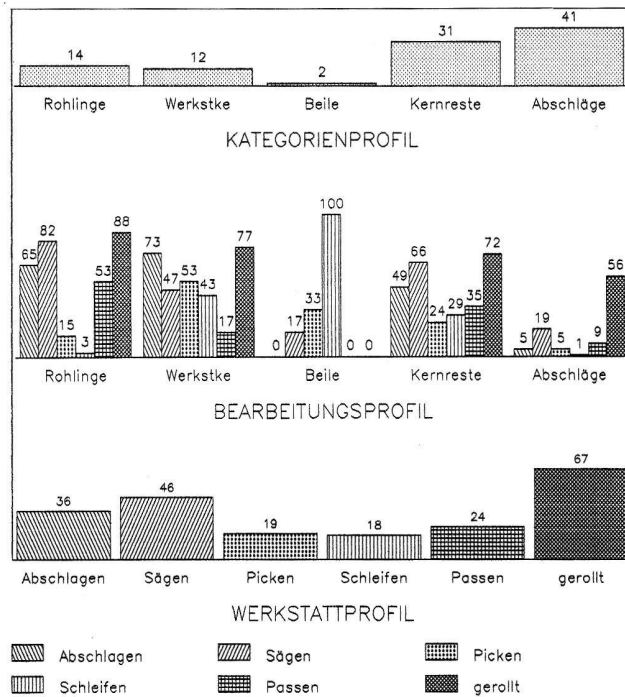 14 12 2 31 41
Rohlinge Werkstke Beile Kernreste Abschläge
KATEGORIENPROFIL
65 82 15 3 53 88 73 47 53 43 17 77 0 17 33 100 0 0 49 66 24 29 35 72 5 19 5 1 9 56
Rohlinge Werkstke Beile Kernreste Abschläge
BEARBEITUNGSPROFIL
36 46 19 18 24 67
Abschlagen Sägen Picken Schleifen Passen gerollt
WERKSTATTPROFIL
Abschlagen Sägen Picken
Schleifen Passen gerollt